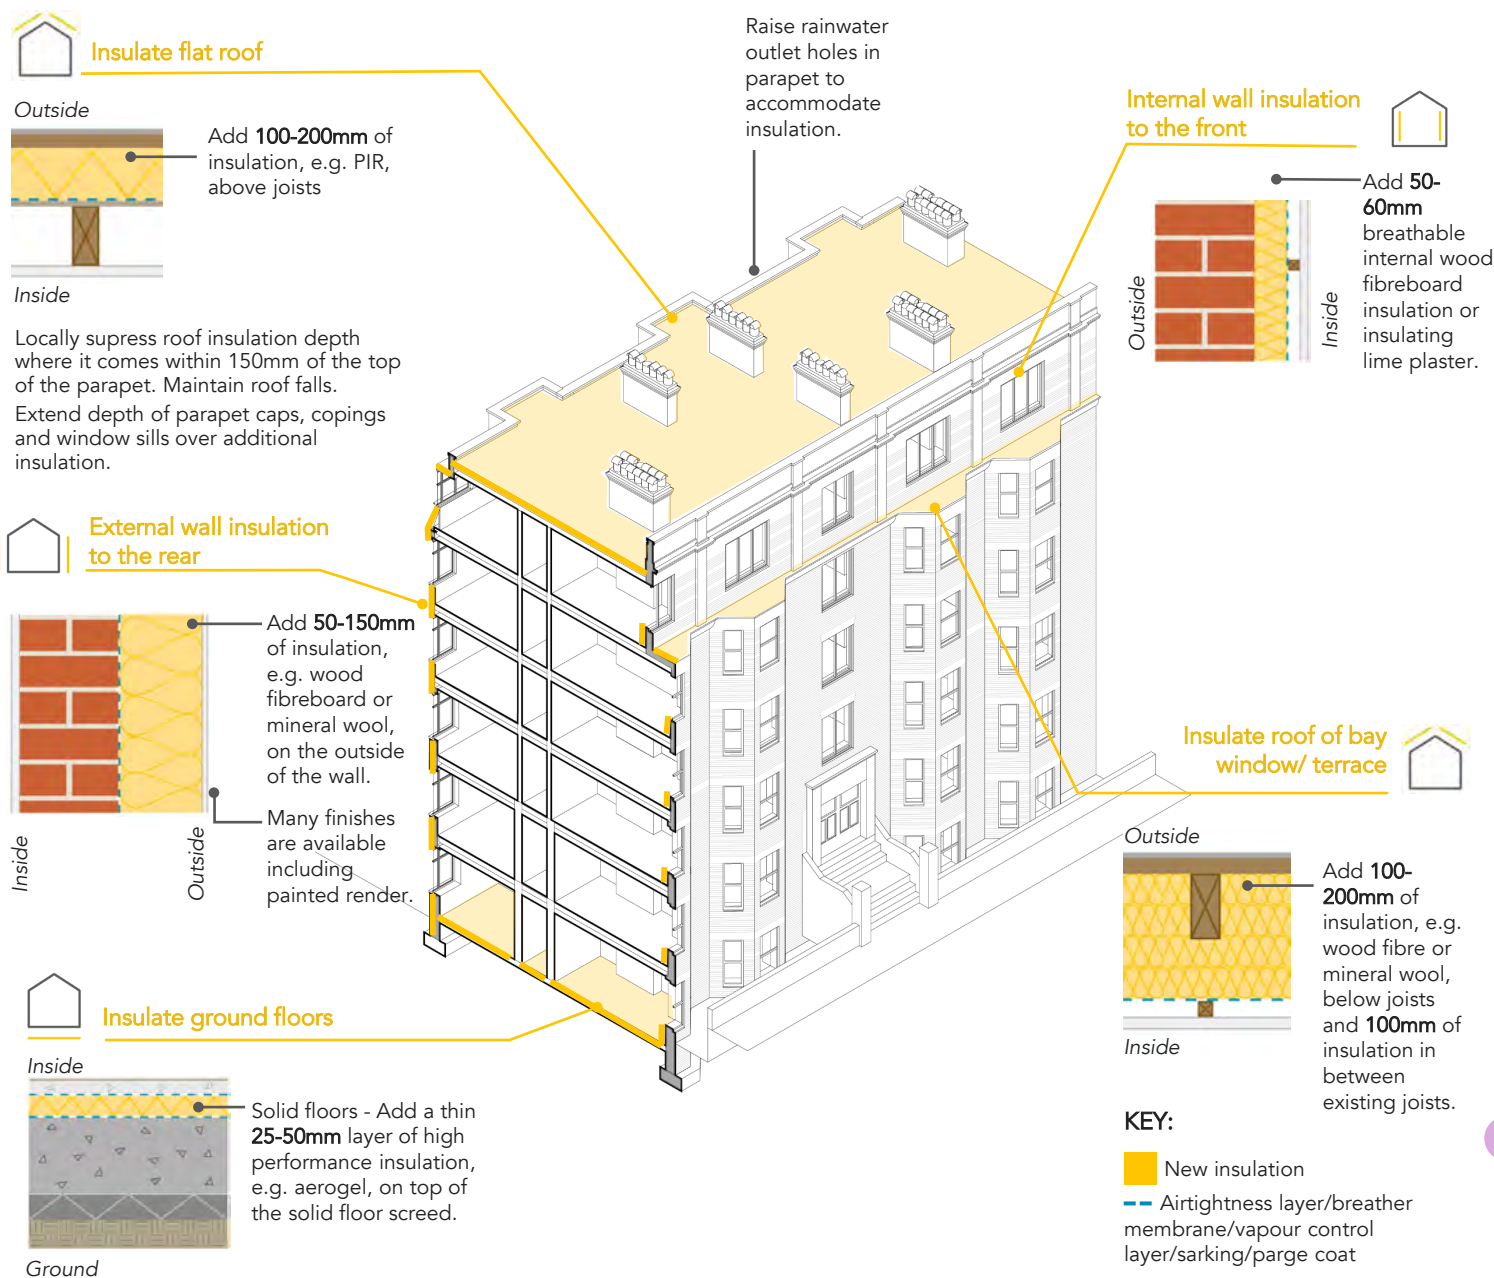 Insulate flat roof
Outside
Add 100-200mm of
insulation, e.g. PIR,
above joists
Inside
Locally supress roof insulation depth
where it comes within 150mm of the top
of the parapet. Maintain roof falls.
Extend depth of parapet caps, copings
and window sills over additional
insulation.
Raise rainwater
outlet holes in
parapet to
accommodate
insulation.
Internal wall insulation
to the front
Add 50-
60mm
breathable
internal wood
fibreboard
insulation or
insulating
lime plaster.
Outside
Inside
External wall insulation
to the rear
Add 50-150mm
of insulation,
e.g. wood
fibreboard or
mineral wool,
on the outside
of the wall.
Many finishes
are available
including
painted render.
Inside
Outside
Insulate roof of bay
window/ terrace
Outside
Add 100-
200mm of
insulation, e.g.
wood fibre or
mineral wool,
below joists
and 100mm of
insulation in
between
existing joists.
Inside
Insulate ground floors
Inside
Solid floors - Add a thin
25-50mm layer of high
performance insulation,
e.g. aerogel, on top of
the solid floor screed.
Ground
KEY:
New insulation
Airtightness layer/breather
membrane/vapour control
layer/sarking/parge coat